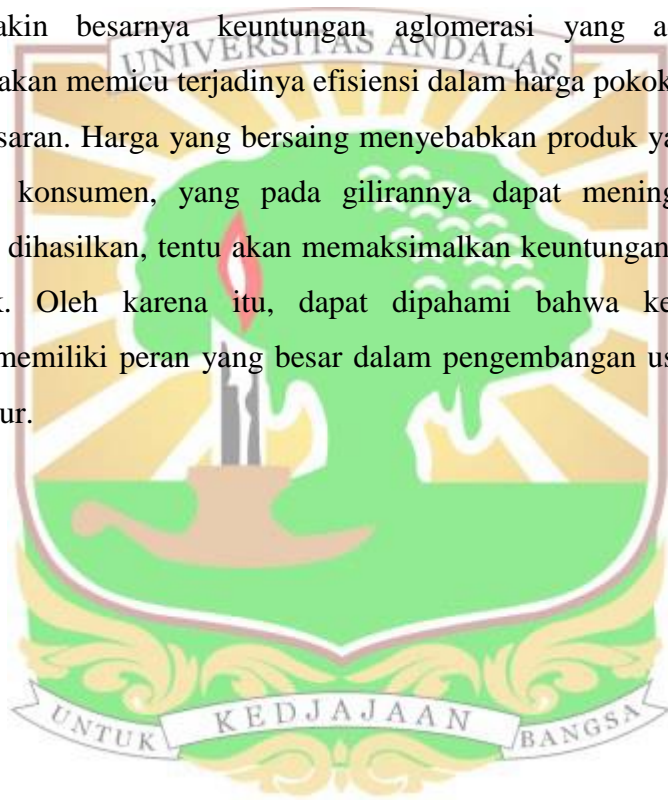 akin besarnya keuntungan aglomerasi yang a
UNIVERSITAS ANDALAS
akan memicu terjadinya efisiensi dalam harga pokok
saran. Harga yang bersaing menyebabkan produk ya
konsumen, yang pada gilirannya dapat mening
dihasilkan, tentu akan memaksimalkan keuntungan
k. Oleh karena itu, dapat dipahami bahwa ke
memiliki peran yang besar dalam pengembangan us
ur.
UNTUK KEDJAJAAN BANGSA